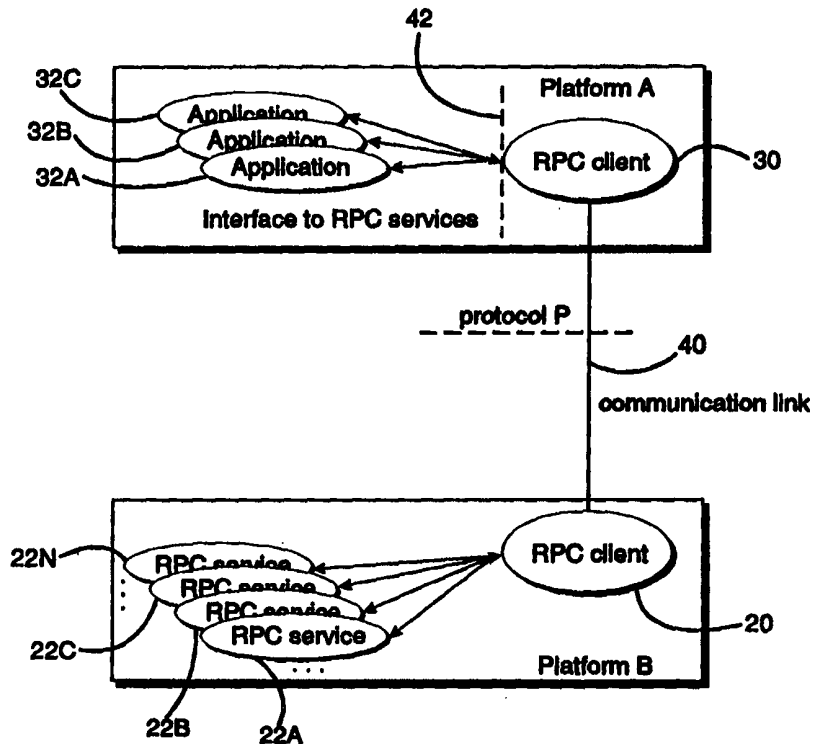 42
32C
Platform A
Application
32B
Application
Application
RPC client
30
32A
Interface to RPC services
protocol P
40
communication link
22N
RPC service
RPC client
RPC service
RPC service
RPC service
20
22C
Platform B
...
22B
22A